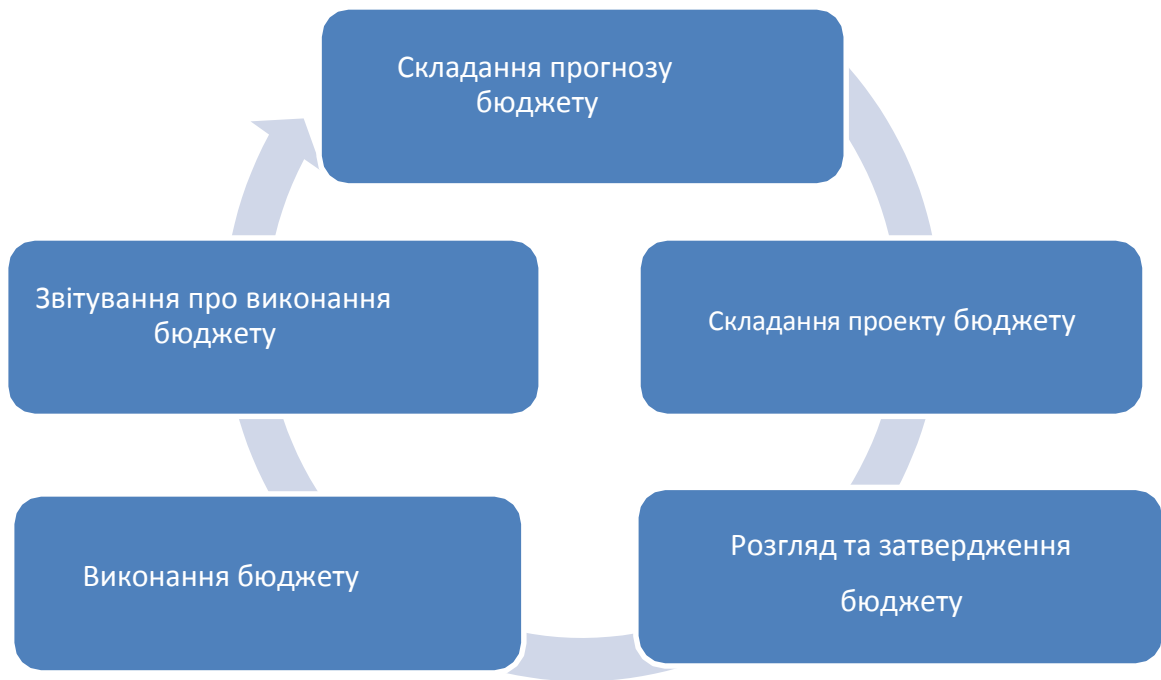 Складання прогнозу
бюджету
Складання проекту бюджету
Розгляд та затвердження
бюджету
Виконання бюджету
Звітування про виконання
бюджету